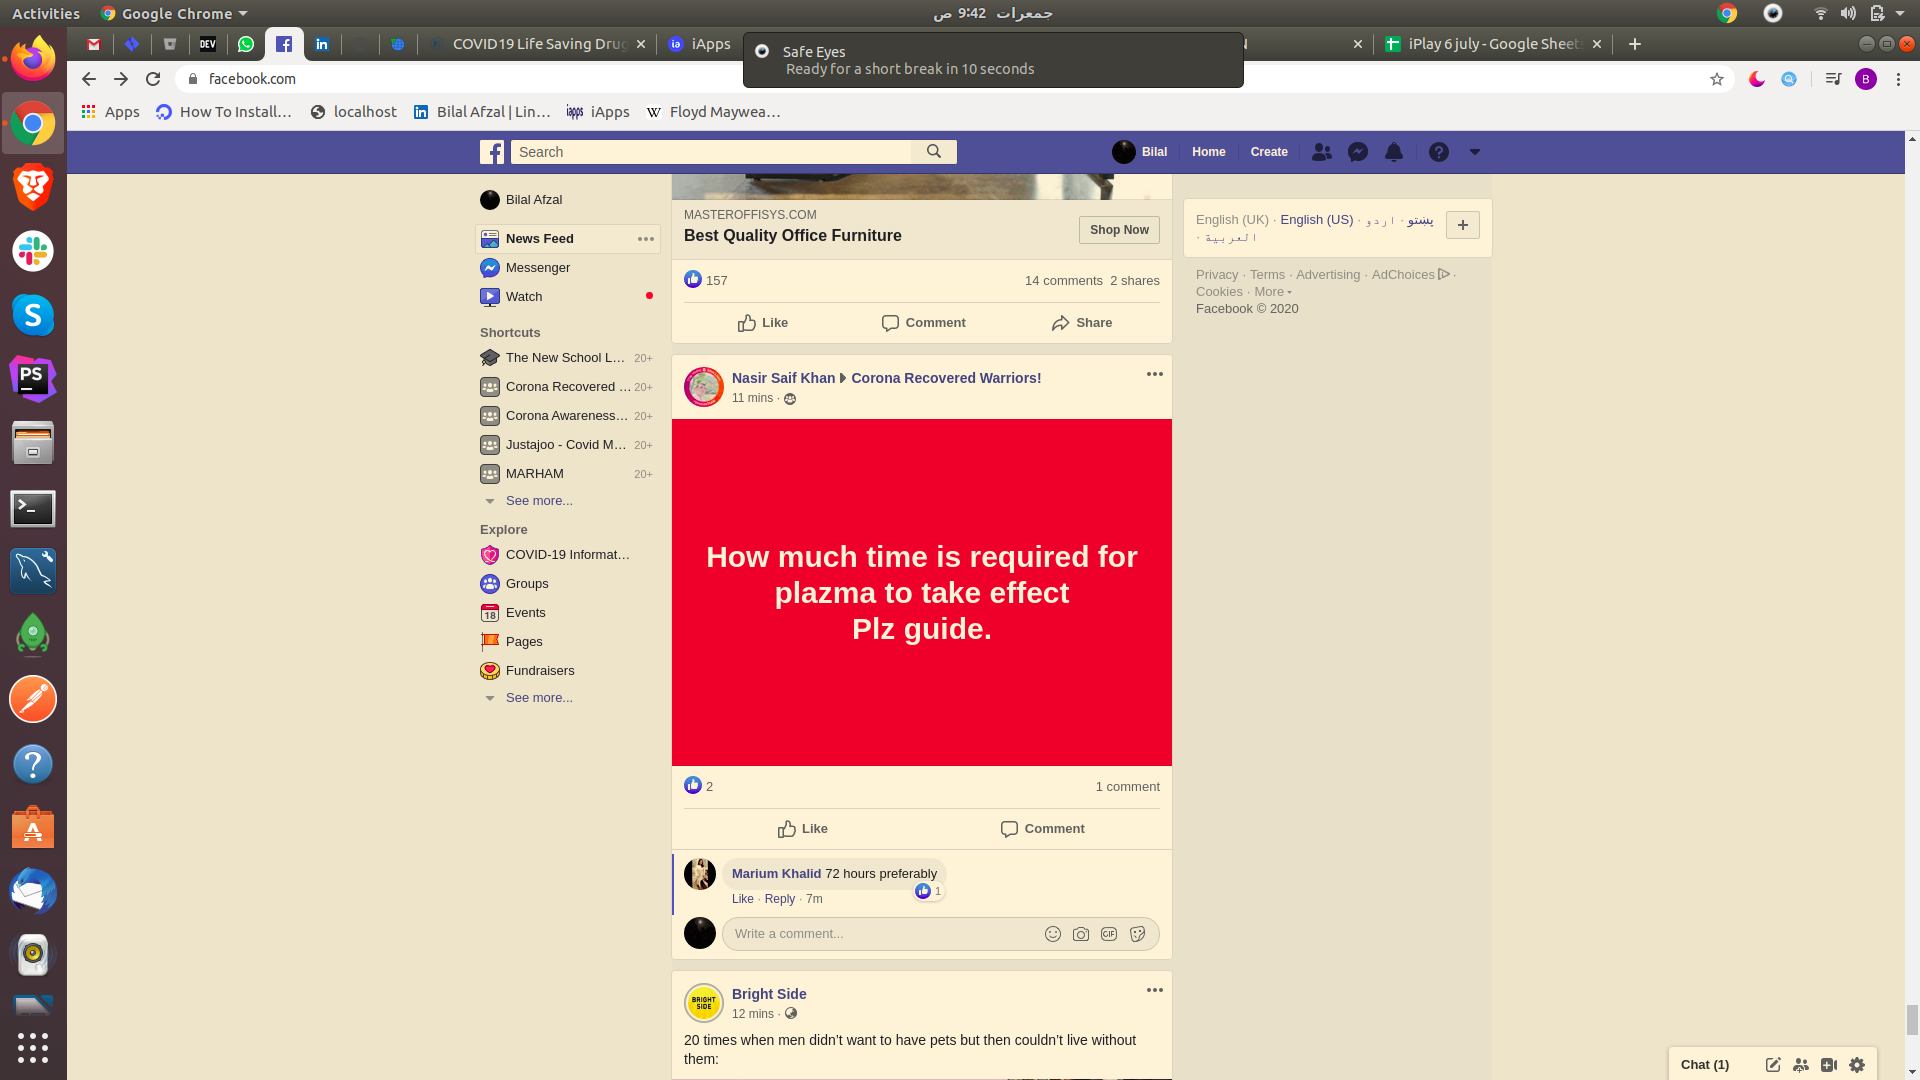 Activities
Google Chrome
جمعرات 9:42 ص
COVID19 Life Saving Drug
iApps
iPlay 6 july - Google Sheets
Safe Eyes
Ready for a short break in 10 seconds
facebook.com
B
Apps
How To Install…
localhost
Bilal Afzal | Lin…
iApps
Floyd Maywea…
Search
Bilal
Home
Create
Bilal Afzal
News Feed
Messenger
Watch
Shortcuts
The New School L… 20+
Corona Recovered … 20+
Corona Awareness… 20+
Justajoo - Covid M… 20+
MARHAM 20+
See more...
Explore
COVID-19 Informat…
Groups
18 Events
Pages
Fundraisers
See more...
MASTEROFFISYS.COM
Best Quality Office Furniture
Shop Now
157
14 comments 2 shares
Like
Comment
Share
Nasir Saif Khan
Corona Recovered Warriors!
11 mins ·
How much time is required for
plazma to take effect
Plz guide.
2
1 comment
Like
Comment
Marium Khalid 72 hours preferably
1
Like · Reply · 7m
Write a comment...
GIF
BRIGHT
SIDE
Bright Side
12 mins ·
20 times when men didn’t want to have pets but then couldn’t live without
them:
English (UK) · English (US) · اردو · پښتو
· العربية
Privacy · Terms · Advertising · AdChoices ·
Cookies · More
Facebook © 2020
Chat (1)
DEV
PS